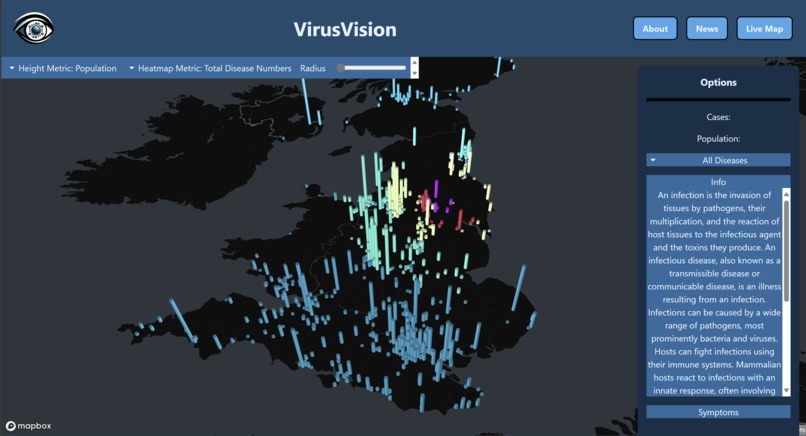 VirusVision
About
News
Live Map
Height Metric: Population
Heatmap Metric: Total Disease Numbers
Radius
Options
Cases:
Population:
All Diseases
Info
An infection is the invasion of
tissues by pathogens, their
multiplication, and the reaction of
host tissues to the infectious agent
and the toxins they produce. An
infectious disease, also known as a
transmissible disease or
communicable disease, is an illness
resulting from an infection.
Infections can be caused by a wide
range of pathogens, most
prominently bacteria and viruses.
Hosts can fight infections using
their immune systems. Mammalian
hosts react to infections with an
innate response, often involving
Symptoms
mapbox